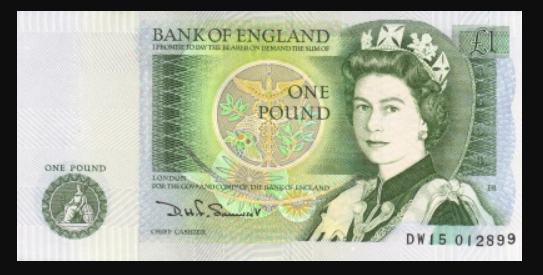 BANK OF ENGLAND
I PROMISE TO PAY THE BEARER ON DEMAND THE SUM OF
£1
ONE
POUND
ONE POUND
LONDON
FOR THE GOVR AND COMPA OF THE BANK OF ENGLAND
CHIEF CASHIER
DW15 012899